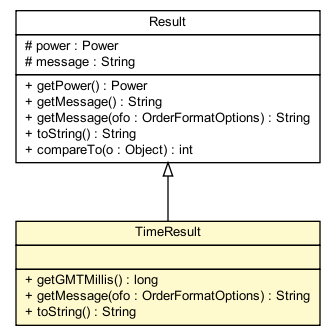 Result
# power : Power
# message : String
+ getPower() : Power
+ getMessage() : String
+ getMessage(ofo : OrderFormatOptions) : String
+ toString() : String
+ compareTo(o : Object) : int
TimeResult
+ getGMTMillis() : long
+ getMessage(ofo : OrderFormatOptions) : String
+ toString() : String